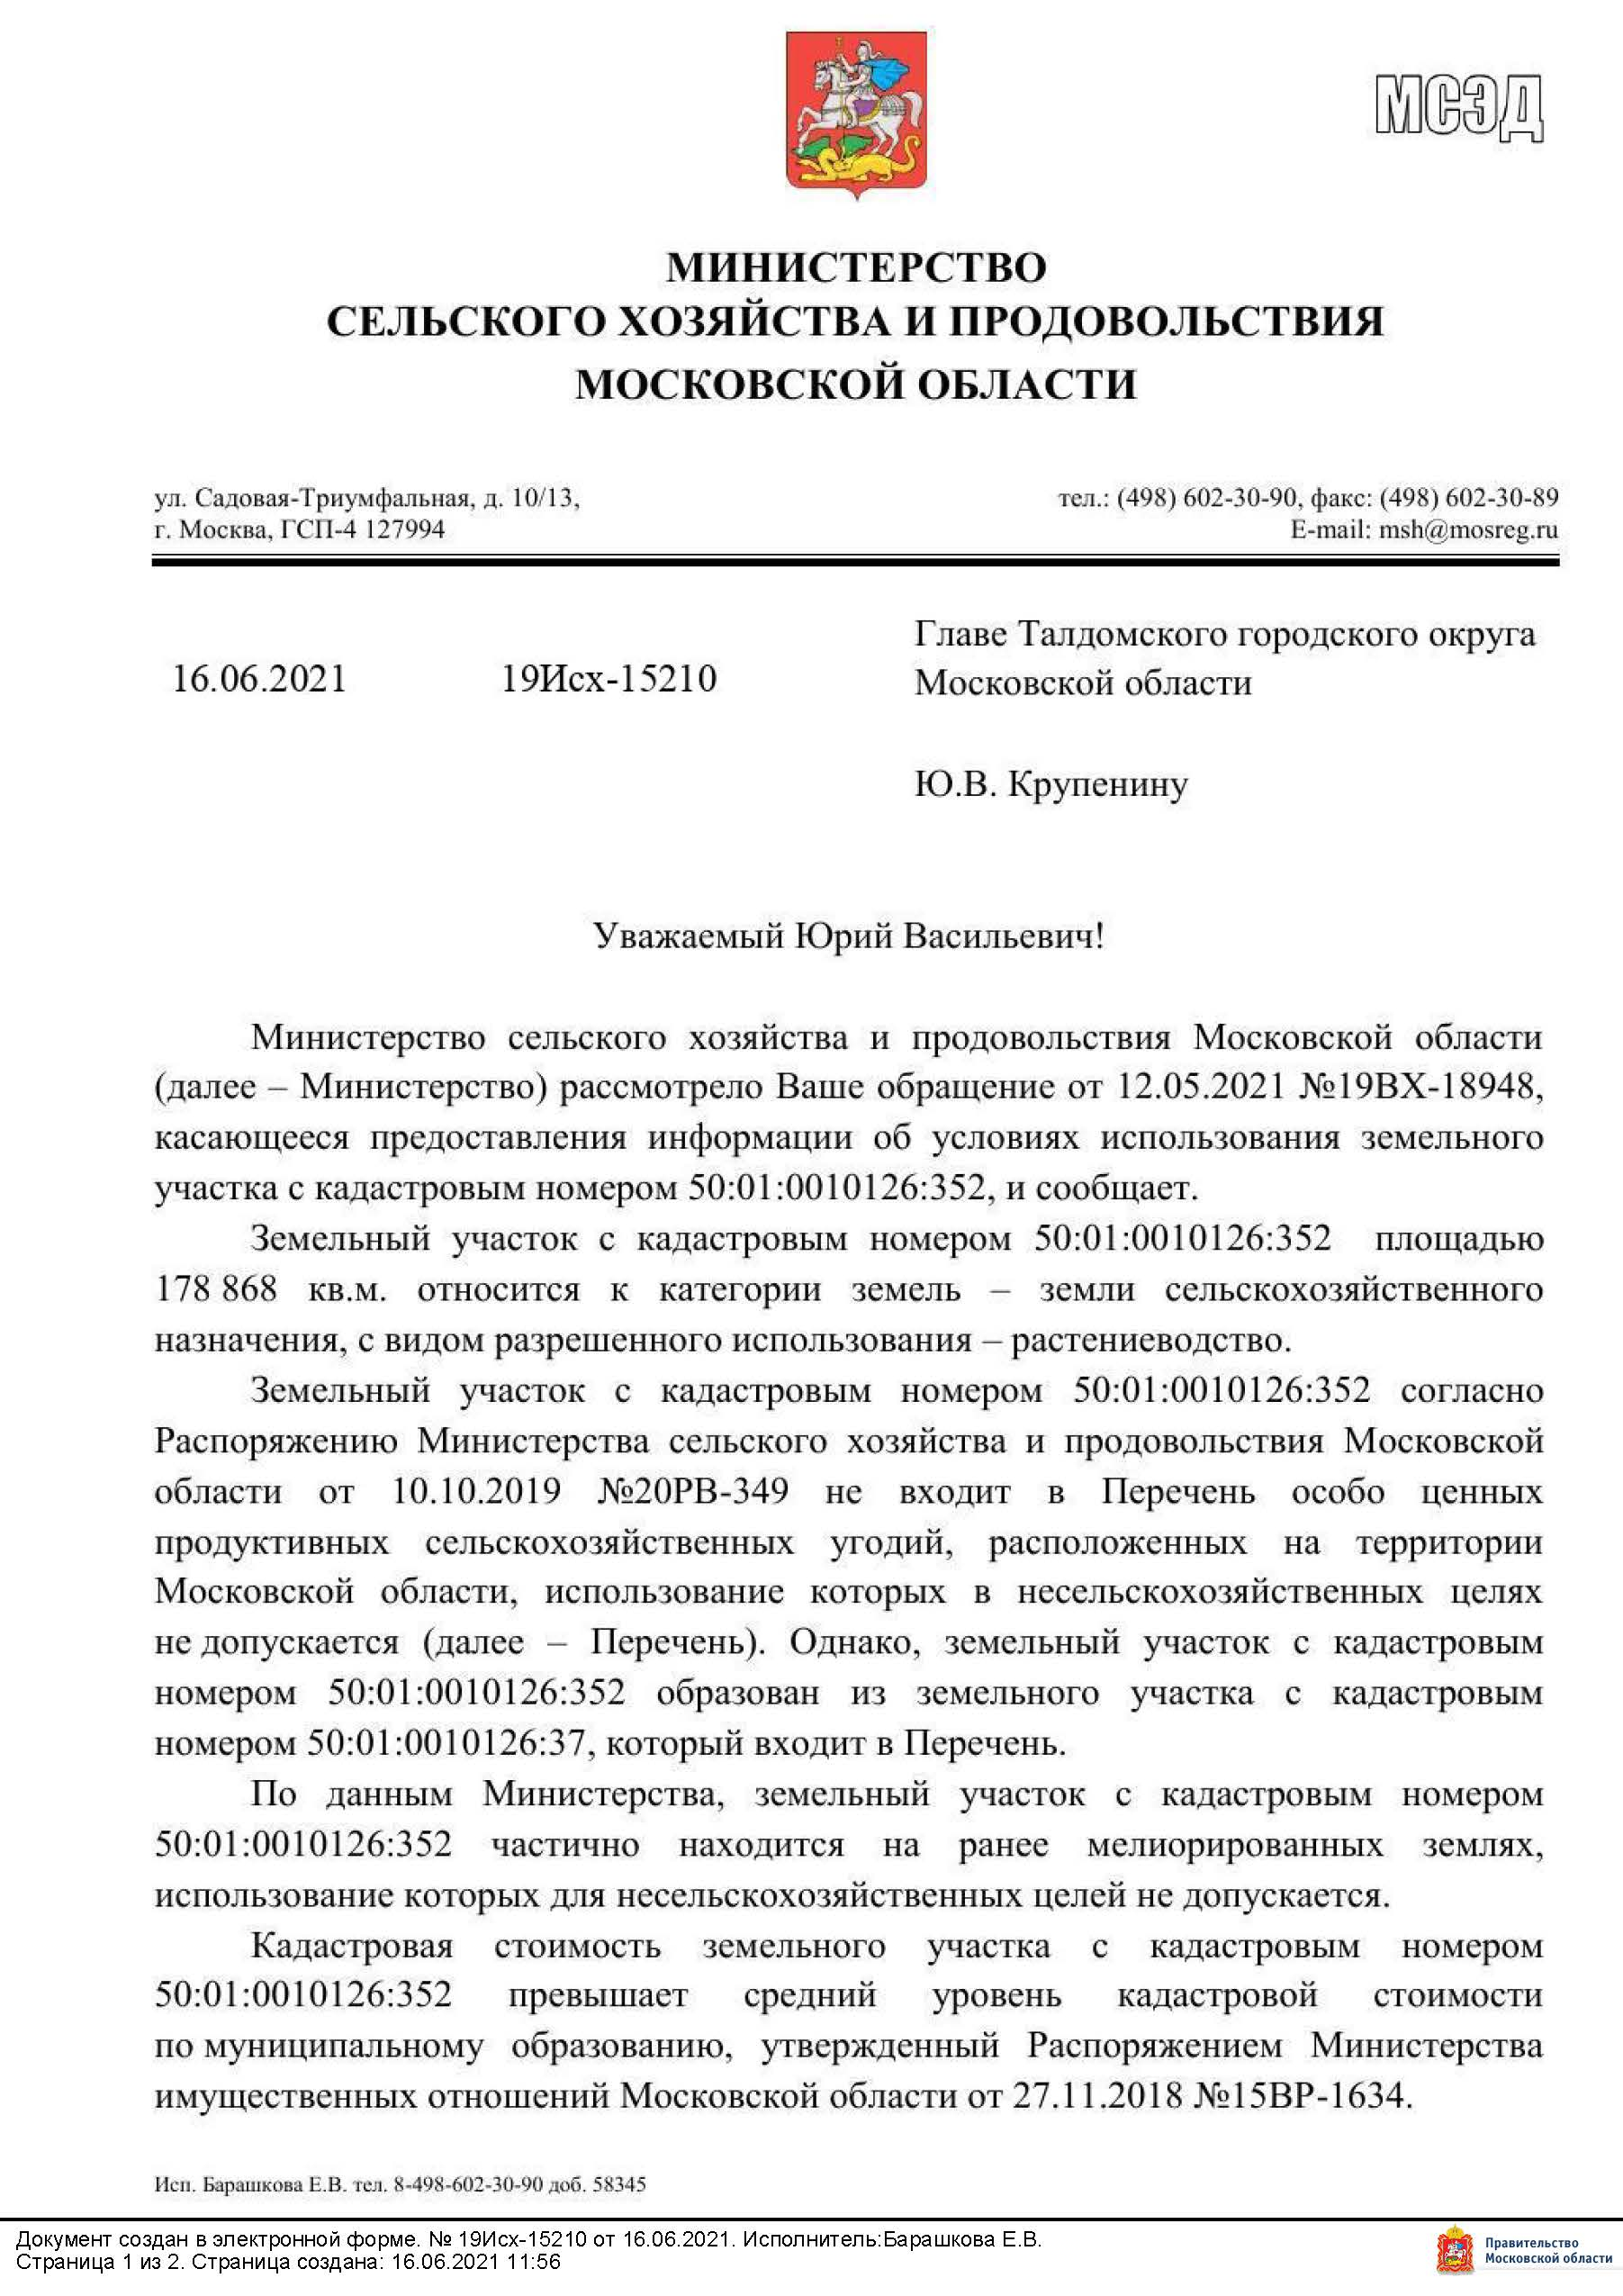 МСЭД
МИНИСТЕРСТВО
СЕЛЬСКОГО ХОЗЯЙСТВА И ПРОДОВОЛЬСТВИЯ
МОСКОВСКОЙ ОБЛАСТИ
ул. Садовая-Триумфальная, д. 10/13,
г. Москва, ГСП-4 127994
тел.: (498) 602-30-90, факс: (498) 602-30-89
E-mail: msh@mosreg.ru
16.06.2021 19Исх-15210
Главе Талдомского городского округа
Московской области
Ю.В. Крупенину
Уважаемый Юрий Васильевич!
Министерство сельского хозяйства и продовольствия Московской области
(далее – Министерство) рассмотрело Ваше обращение от 12.05.2021 №19ВХ-18948,
касающееся предоставления информации об условиях использования земельного
участка с кадастровым номером 50:01:0010126:352, и сообщает.
Земельный участок с кадастровым номером 50:01:0010126:352 площадью
178 868 кв.м. относится к категории земель – земли сельскохозяйственного
назначения, с видом разрешенного использования – растениеводство.
Земельный участок с кадастровым номером 50:01:0010126:352 согласно
Распоряжению Министерства сельского хозяйства и продовольствия Московской
области от 10.10.2019 №20РВ-349 не входит в Перечень особо ценных
продуктивных сельскохозяйственных угодий, расположенных на территории
Московской области, использование которых в несельскохозяйственных целях
не допускается (далее – Перечень). Однако, земельный участок с кадастровым
номером 50:01:0010126:352 образован из земельного участка с кадастровым
номером 50:01:0010126:37, который входит в Перечень.
По данным Министерства, земельный участок с кадастровым номером
50:01:0010126:352 частично находится на ранее мелиорированных землях,
использование которых для несельскохозяйственных целей не допускается.
Кадастровая стоимость земельного участка с кадастровым номером
50:01:0010126:352 превышает средний уровень кадастровой стоимости
по муниципальному образованию, утвержденный Распоряжением Министерства
имущественных отношений Московской области от 27.11.2018 №15ВР-1634.
Исп. Барашкова Е.В. тел. 8-498-602-30-90 доб. 58345
Документ создан в электронной форме. № 19Исх-15210 от 16.06.2021. Исполнитель:Барашкова Е.В.
Страница 1 из 2. Страница создана: 16.06.2021 11:56
Правительство
Московской области